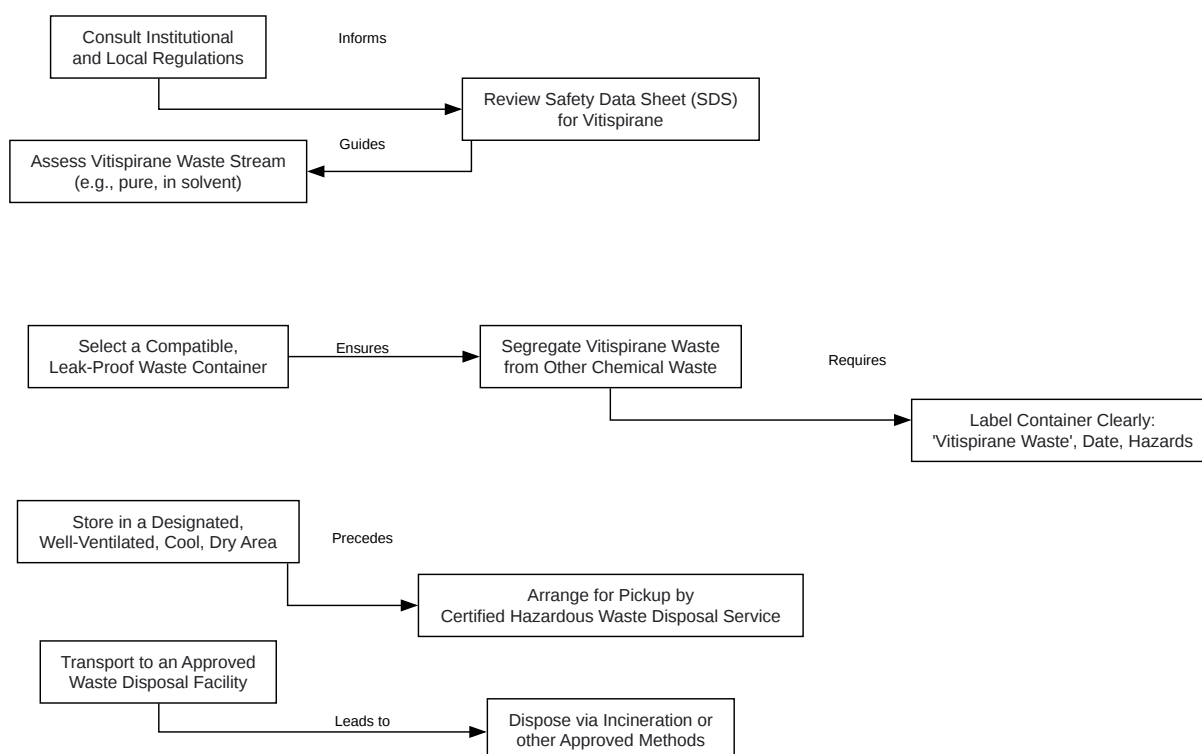 Consult Institutional
and Local Regulations
Informs
Review Safety Data Sheet (SDS)
for Vitispirane
Guides
Assess Vitispirane Waste Stream
(e.g., pure, in solvent)
Select a Compatible,
Leak-Proof Waste Container
Ensures
Segregate Vitispirane Waste
from Other Chemical Waste
Requires
Label Container Clearly:
'Vitispirane Waste', Date, Hazards
Store in a Designated,
Well-Ventilated, Cool, Dry Area
Precedes
Arrange for Pickup by
Certified Hazardous Waste Disposal Service
Transport to an Approved
Waste Disposal Facility
Leads to
Dispose via Incineration or
other Approved Methods